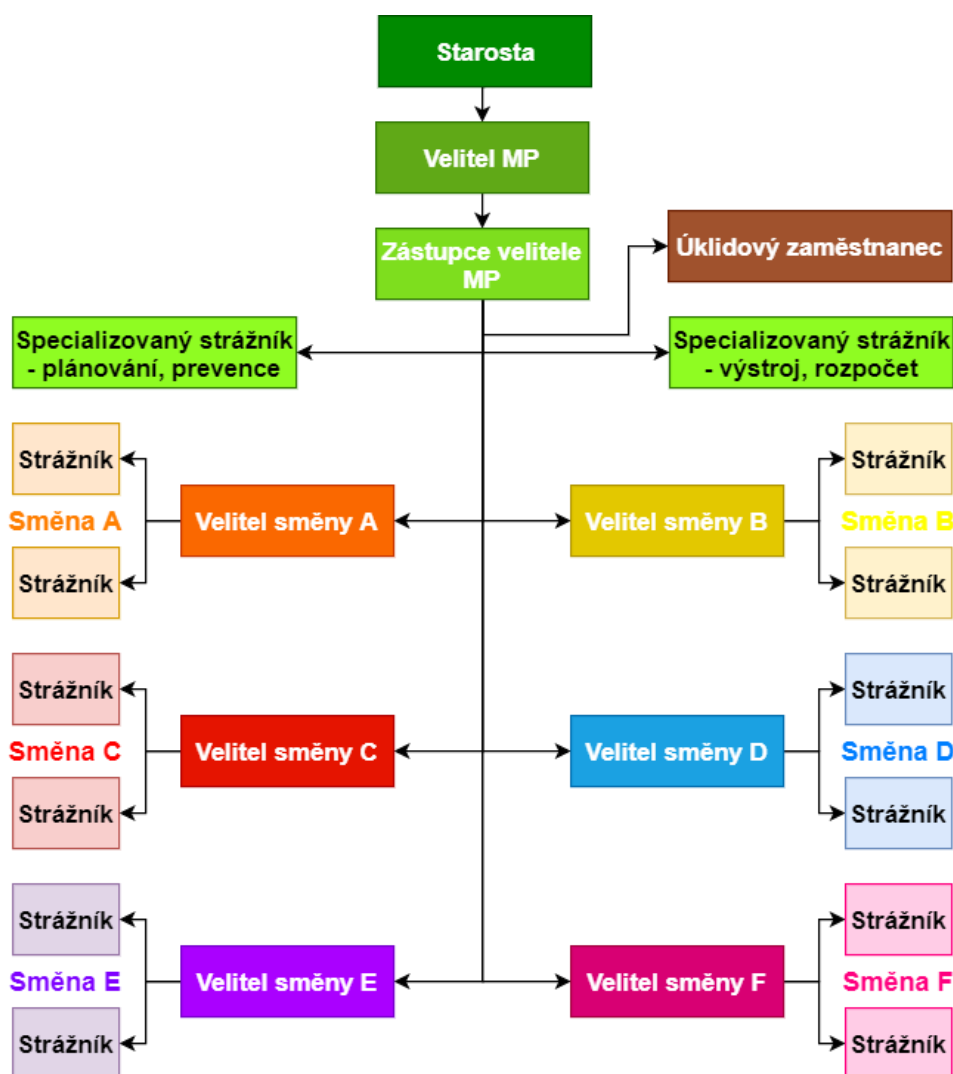 Starosta
Velitel MP
Zástupce velitele
MP
Úklidový zaměstnanec
Specializovaný strážník
- plánování, prevence
Specializovaný strážník
- výstroj, rozpočet
Strážník
Směna A
Strážník
Velitel směny A
Velitel směny B
Strážník
Směna B
Strážník
Strážník
Směna C
Strážník
Velitel směny C
Velitel směny D
Strážník
Směna D
Strážník
Strážník
Směna E
Strážník
Velitel směny E
Velitel směny F
Strážník
Směna F
Strážník